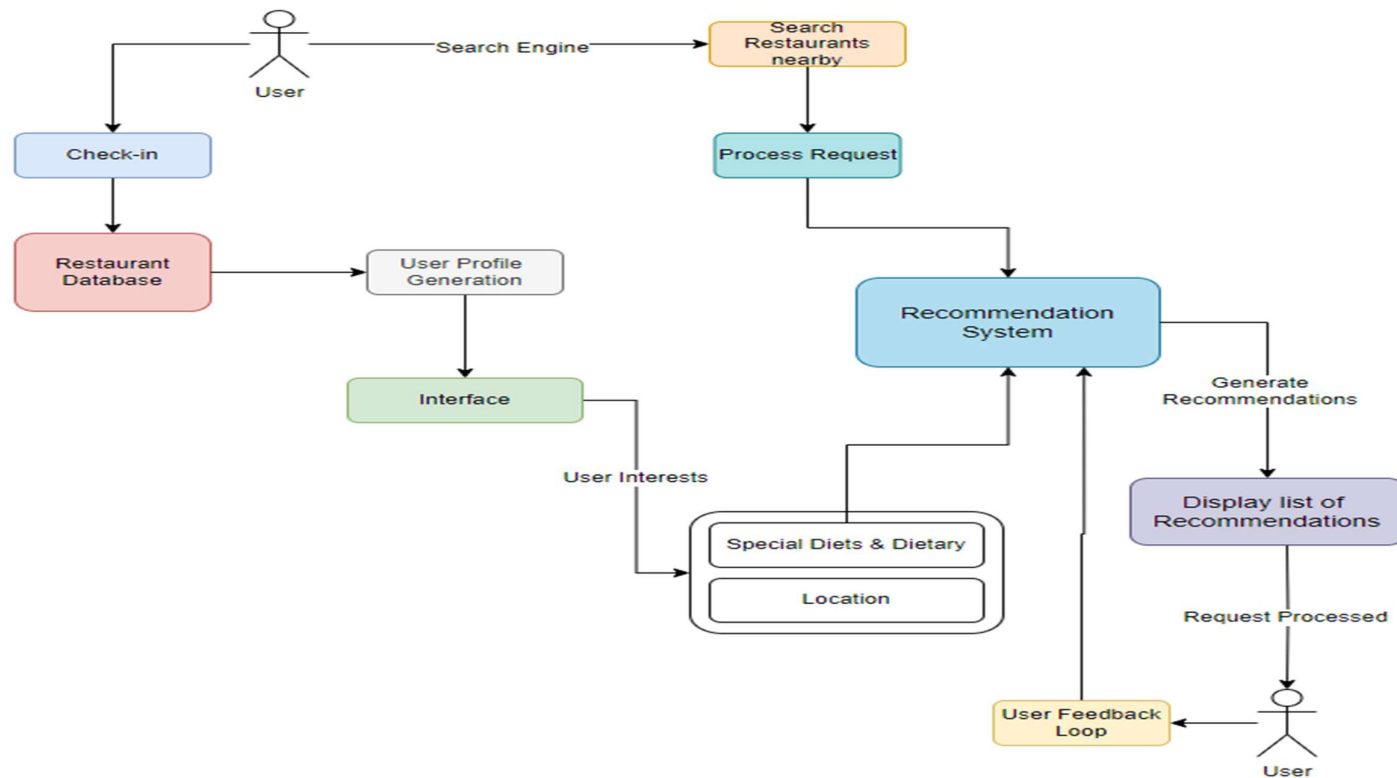 Search
Restaurants
nearby
Search Engine
User
Check-in
Process Request
Restaurant
Database
User Profile
Generation
Recommendation
System
Interface
Generate
Recommendations
User Interests
Display list of
Recommendations
Special Diets & Dietary
Location
Request Processed
User Feedback
Loop
User